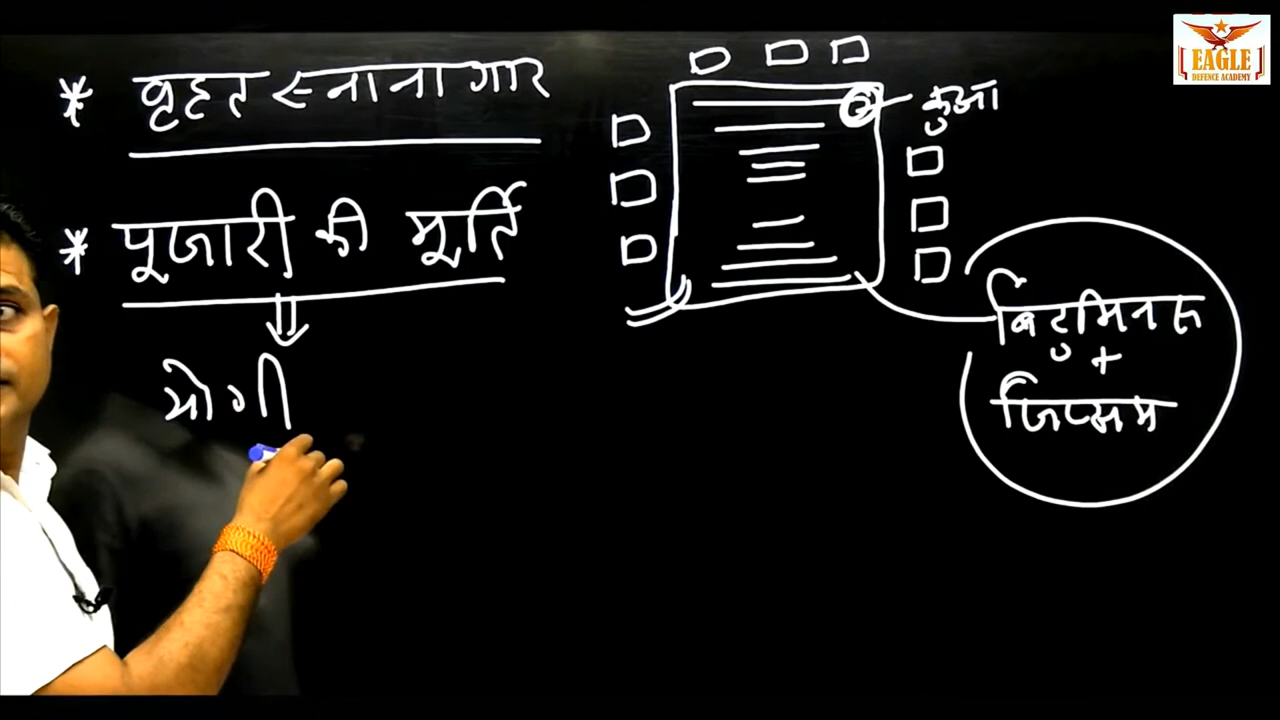 * वृहत स्नानागार
* पूजारी की मूर्ति
योगी
कुआ
बिटुमिनस
+
जिप्सम
EAGLE
DEFENCE ACADEMY